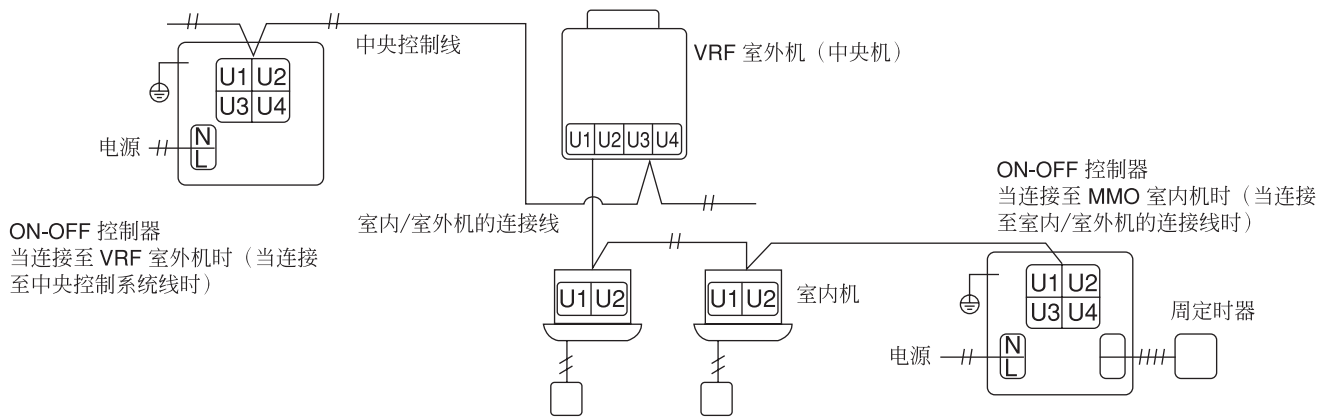 中央控制线
U1 U2
U3 U4
电源
N
L
ON-OFF 控制器
当连接至 VRF 室外机时（当连接
至中央控制系统线时）
VRF 室外机（中央机）
U1 U2 U3 U4
室内/室外机的连接线
U1 U2
U1 U2
室内机
ON-OFF 控制器
当连接至 MMO 室内机时（当连接
至室内/室外机的连接线时）
U1 U2
U3 U4
电源
N
L
周定时器